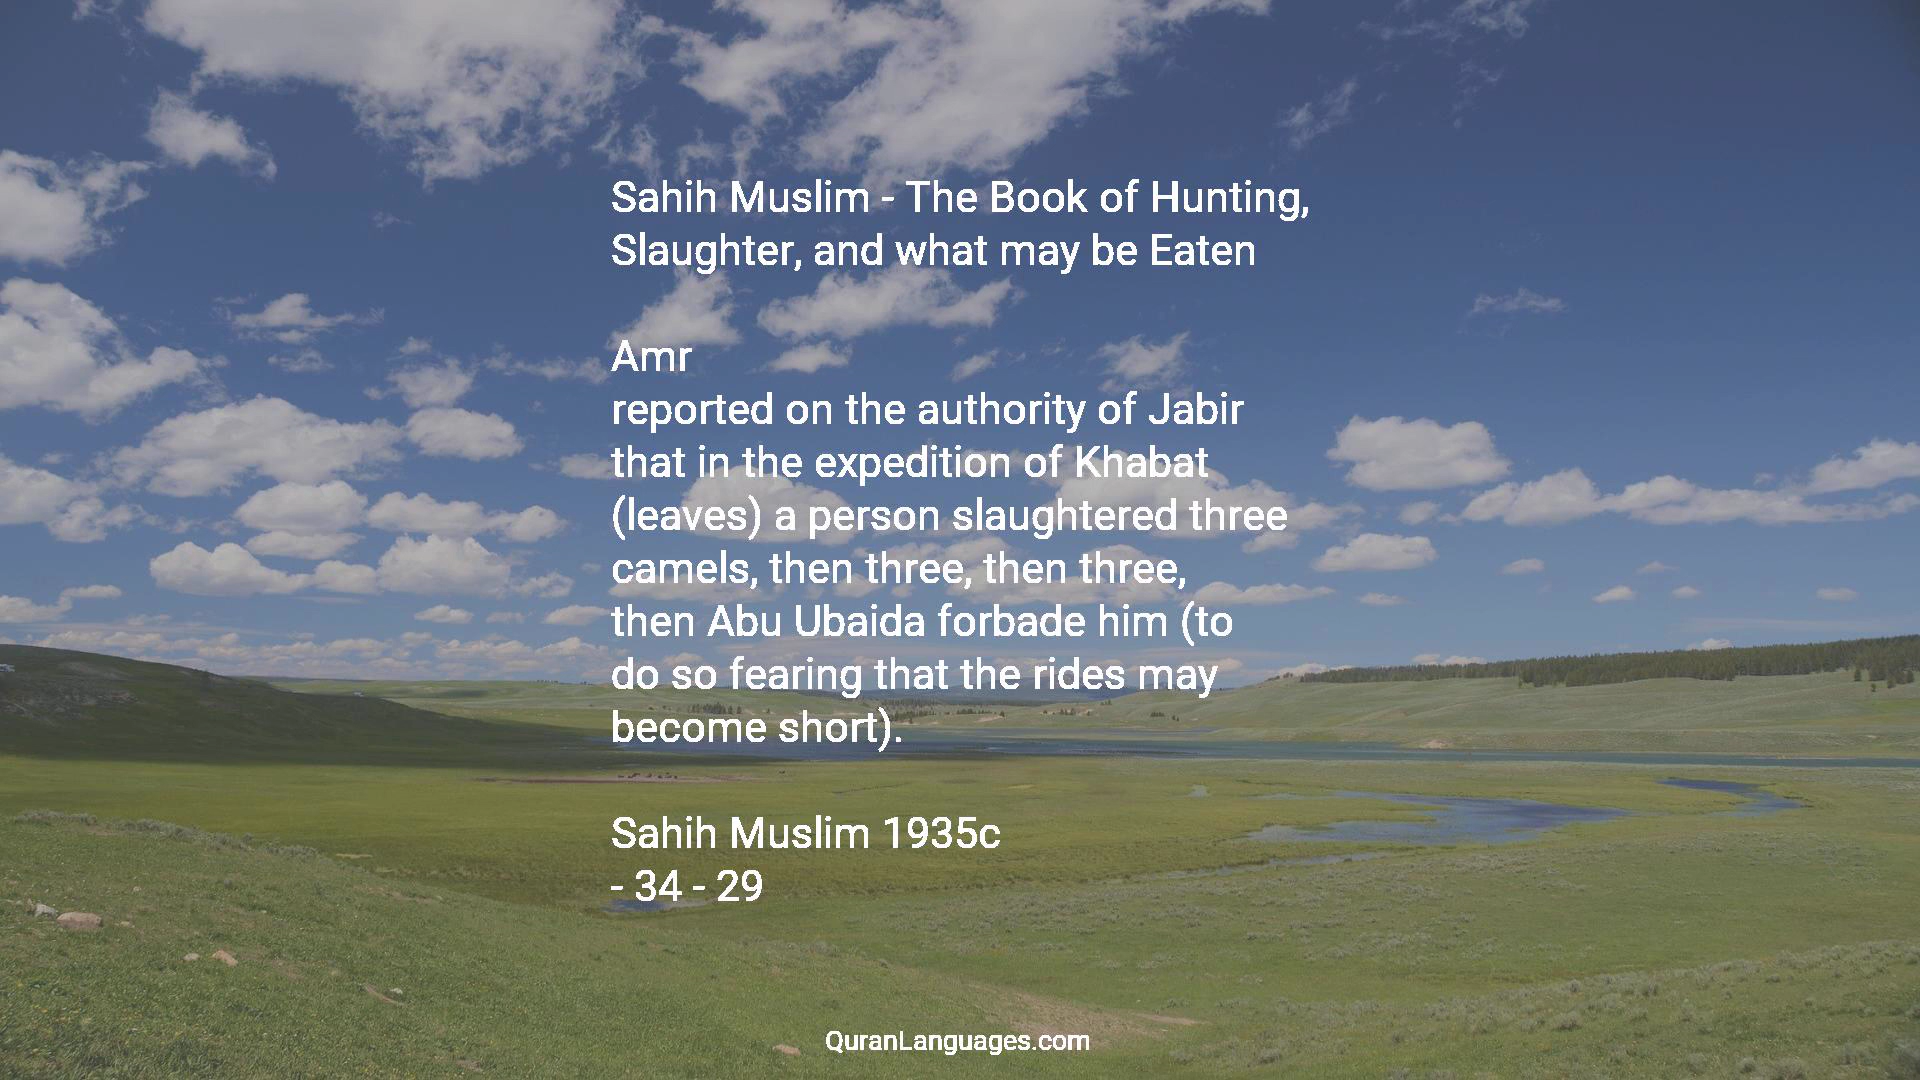 Sahih Muslim - The Book of Hunting,
Slaughter, and what may be Eaten
Amr
reported on the authority of Jabir
that in the expedition of Khabat
(leaves) a person slaughtered three
camels, then three, then three,
then Abu Ubaida forbade him (to
do so fearing that the rides may
become short).
Sahih Muslim 1935c
- 34 - 29
QuranLanguages.com